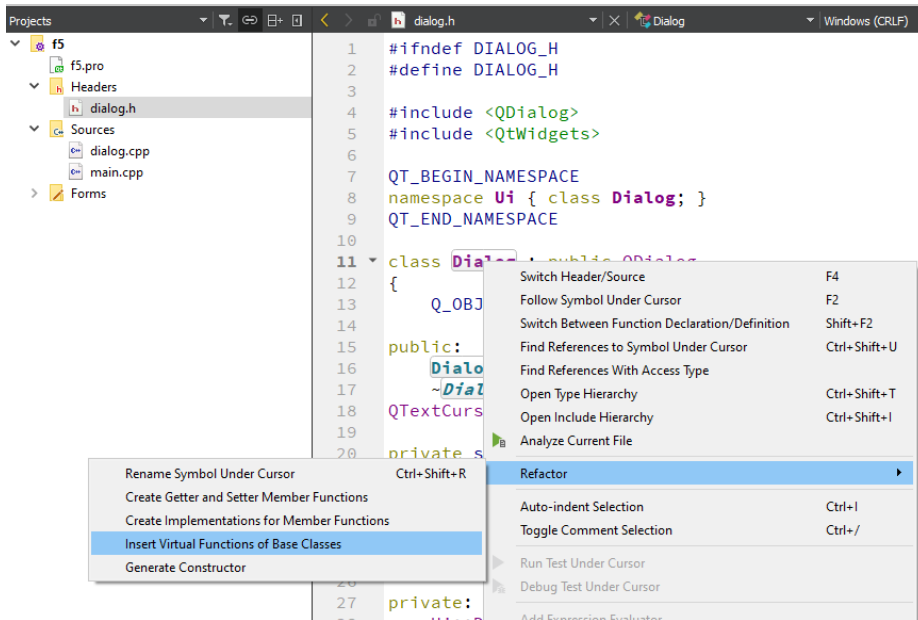 Projects
dialog.h
Dialog
Windows (CRLF)
f5
f5.pro
Headers
dialog.h
Sources
dialog.cpp
main.cpp
Forms
1 #ifndef DIALOG_H
2 #define DIALOG_H
3
4 #include <QDialog>
5 #include <QtWidgets>
6
7 QT_BEGIN_NAMESPACE
8 namespace Ui { class Dialog; }
9 QT_END_NAMESPACE
10
11 class Dialog : public QDialog
12 {
13 Q_OBJ
14
15 public:
16 Dialo
17 ~Dial
18 QTextCurs
19
20 private s
27 private:
Switch Header/Source F4
Follow Symbol Under Cursor F2
Switch Between Function Declaration/Definition Shift+F2
Find References to Symbol Under Cursor Ctrl+Shift+U
Find References With Access Type
Open Type Hierarchy Ctrl+Shift+T
Open Include Hierarchy Ctrl+Shift+I
Analyze Current File
Refactor
Auto-indent Selection Ctrl+I
Toggle Comment Selection Ctrl+/
Run Test Under Cursor
Debug Test Under Cursor
Add Expression Evaluator
Rename Symbol Under Cursor Ctrl+Shift+R
Create Getter and Setter Member Functions
Create Implementations for Member Functions
Insert Virtual Functions of Base Classes
Generate Constructor